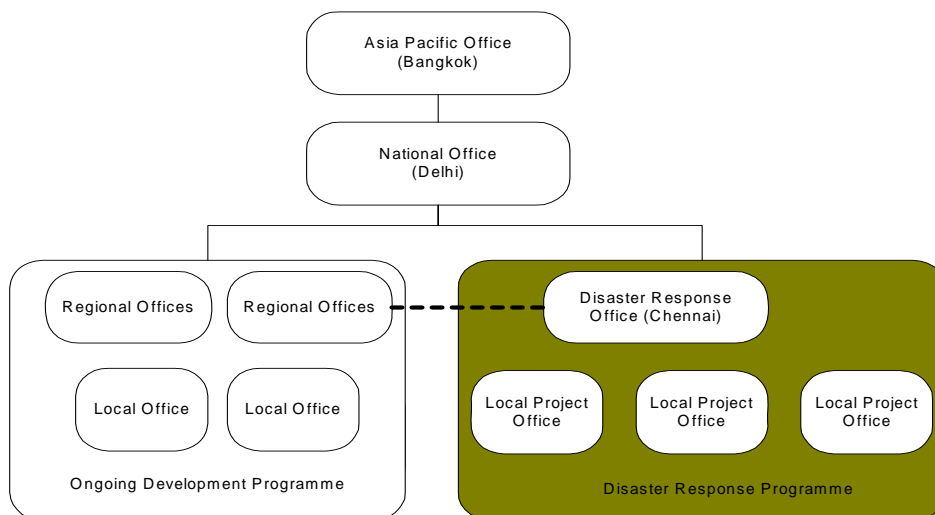 Asia Pacific Office
(Bangkok)
National Office
(Delhi)
Regional Offices
Regional Offices
Disaster Response
Office (Chennai)
Local Office
Local Office
Local Project
Office
Local Project
Office
Local Project
Office
Ongoing Development Programme
Disaster Response Programme